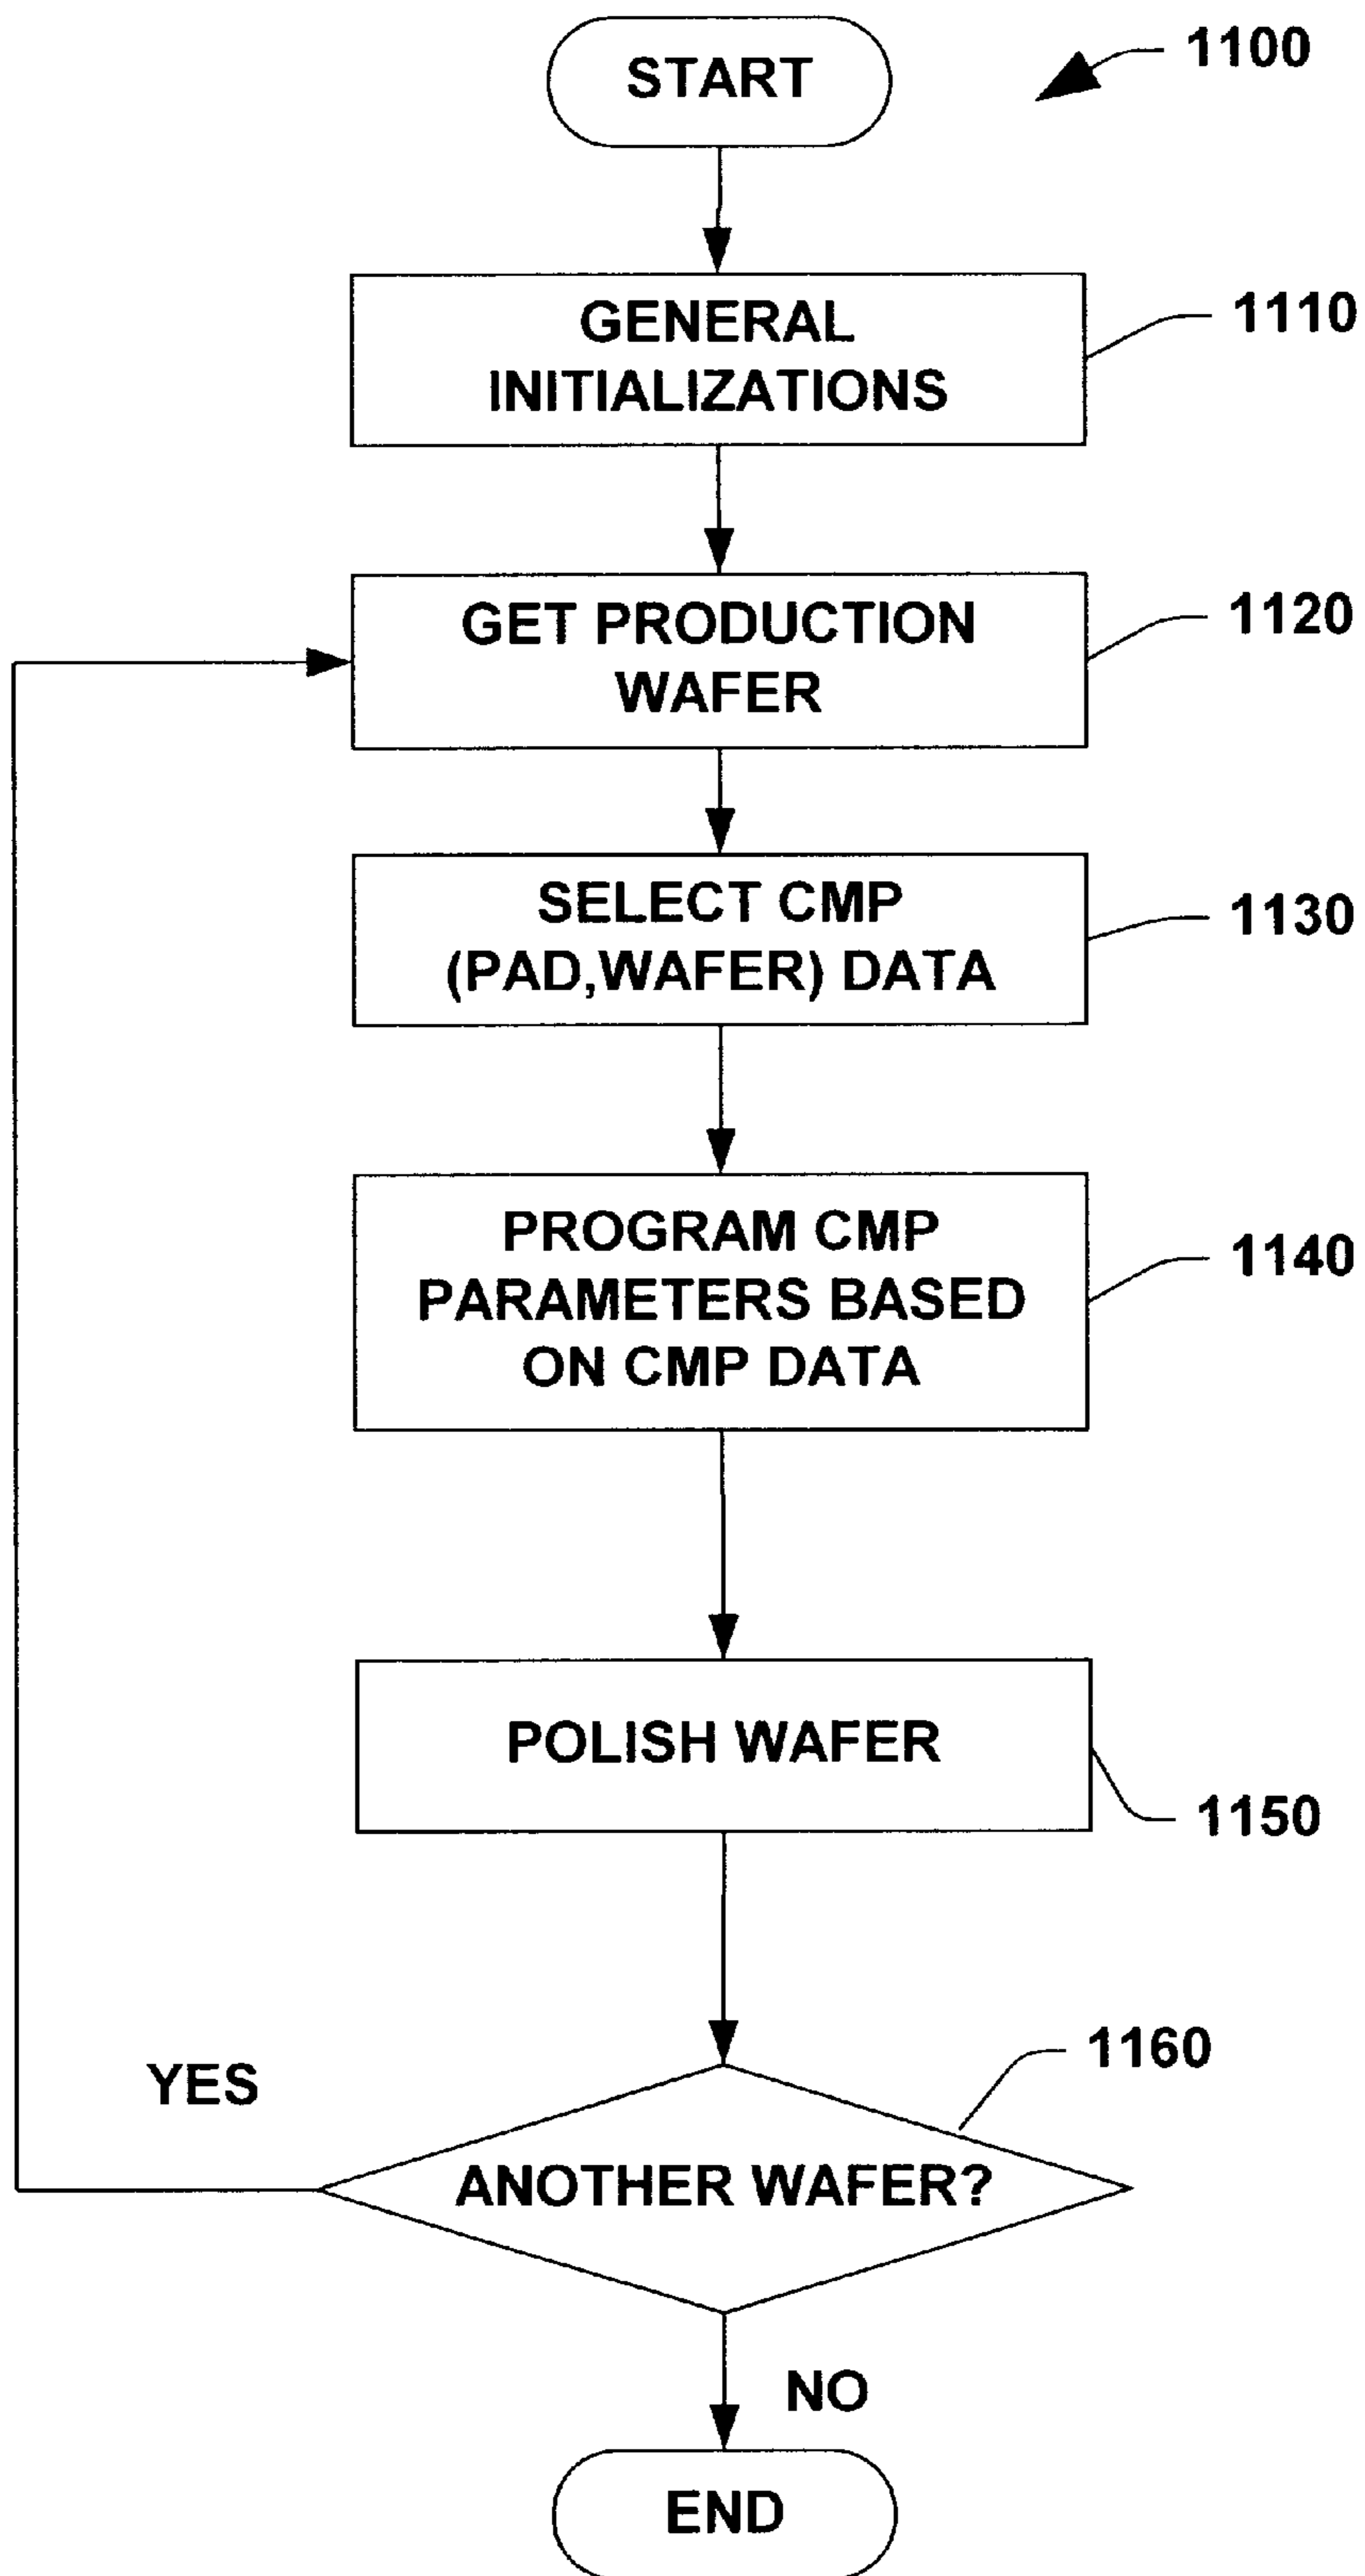 START
1100
GENERAL
INITIALIZATIONS
1110
GET PRODUCTION
WAFER
1120
SELECT CMP
(PAD,WAFER) DATA
1130
PROGRAM CMP
PARAMETERS BASED
ON CMP DATA
1140
POLISH WAFER
1150
1160
YES
ANOTHER WAFER?
NO
END